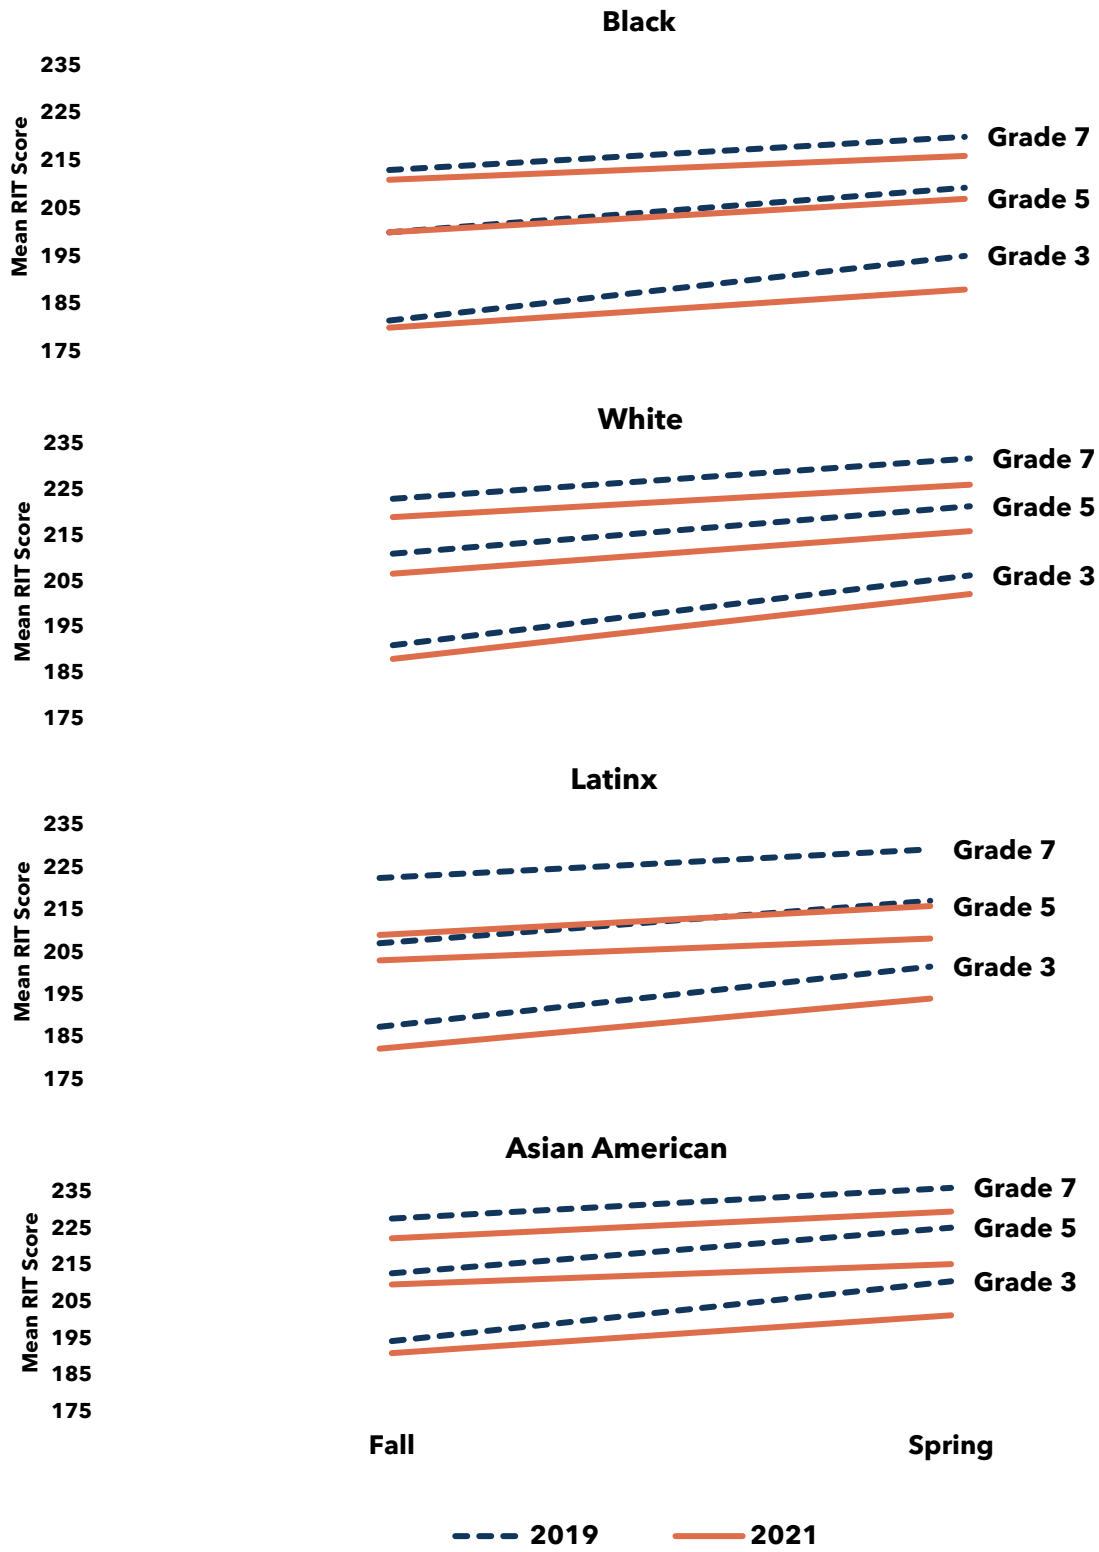 Black
235
225
215
205
195
185
175
Mean RIT Score
Grade 7
Grade 5
Grade 3
White
235
225
215
205
195
185
175
Mean RIT Score
Grade 7
Grade 5
Grade 3
Latinx
235
225
215
205
195
185
175
Mean RIT Score
Grade 7
Grade 5
Grade 3
Asian American
235
225
215
205
195
185
175
Mean RIT Score
Grade 7
Grade 5
Grade 3
Fall Spring
2019 2021